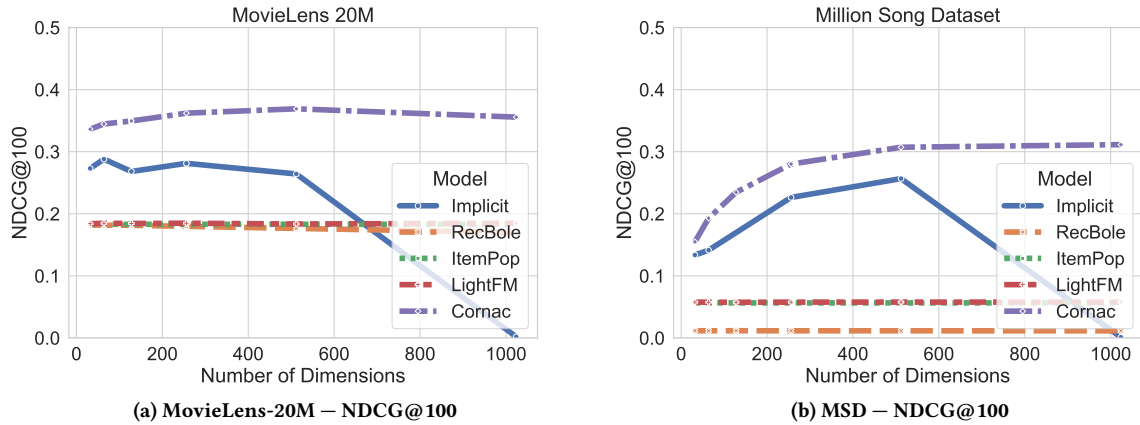 MovieLens 20M
NDCG@100
0.5
0.4
0.3
0.2
0.1
0.0
Model
Implicit
RecBole
ItemPop
LightFM
Cornac
0 200 400 600 800 1000
Number of Dimensions
(a) MovieLens-20M — NDCG@100
Million Song Dataset
NDCG@100
0.5
0.4
0.3
0.2
0.1
0.0
Model
Implicit
RecBole
ItemPop
LightFM
Cornac
0 200 400 600 800 1000
Number of Dimensions
(b) MSD — NDCG@100